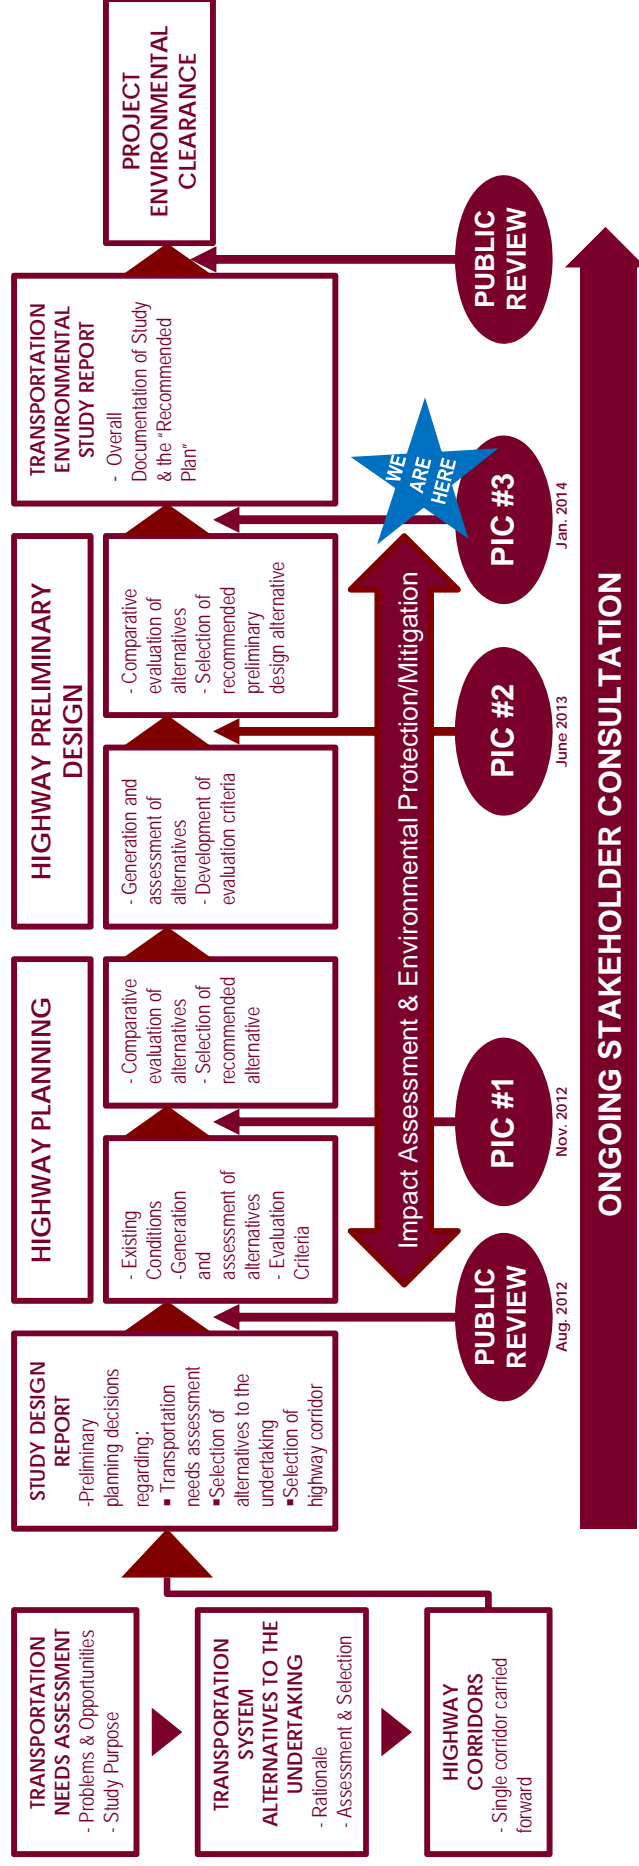 TRANSPORTATION
NEEDS ASSESSMENT
- Problems & Opportunities
- Study Purpose
TRANSPORTATION
SYSTEM
ALTERNATIVES TO THE
UNDERTAKING
- Rationale
- Assessment & Selection
HIGHWAY
CORRIDORS
- Single corridor carried
forward
STUDY DESIGN
REPORT
-Preliminary
planning decisions
regarding:
▪ Transportation
needs assessment
▪Selection of
alternatives to the
undertaking
▪Selection of
highway corridor
HIGHWAY PLANNING
- Existing
Conditions
-Generation
and
assessment of
alternatives
- Evaluation
Criteria
- Comparative
evaluation of
alternatives
- Selection of
recommended
alternative
HIGHWAY PRELIMINARY
DESIGN
- Generation and
assessment of
alternatives
- Development of
evaluation criteria
- Comparative
evaluation of
alternatives
- Selection of
recommended
preliminary
design alternative
TRANSPORTATION
ENVIRONMENTAL
STUDY REPORT
- Overall
Documentation of Study
& the "Recommended
Plan"
PROJECT
ENVIRONMENTAL
CLEARANCE
Impact Assessment & Environmental Protection/Mitigation
WE
ARE
HERE
PUBLIC
REVIEW
Aug. 2012
PIC #1
Nov. 2012
PIC #2
June 2013
PIC #3
Jan. 2014
PUBLIC
REVIEW
ONGOING STAKEHOLDER CONSULTATION